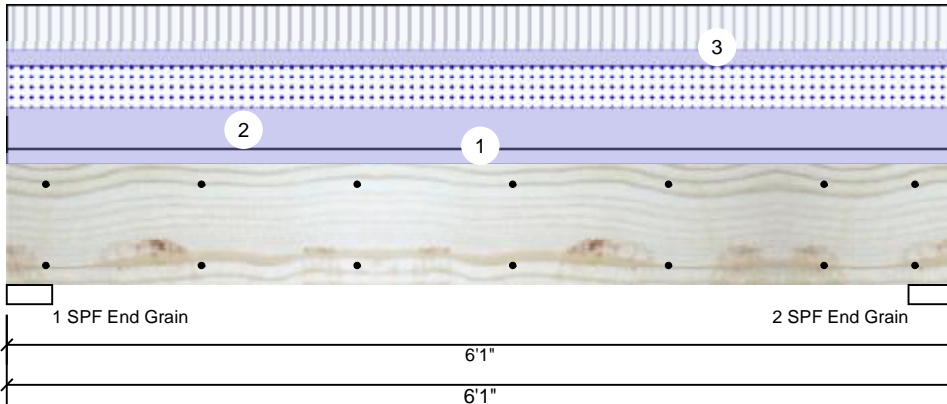 3
2
1
1 SPF End Grain
2 SPF End Grain
6'1"
6'1"